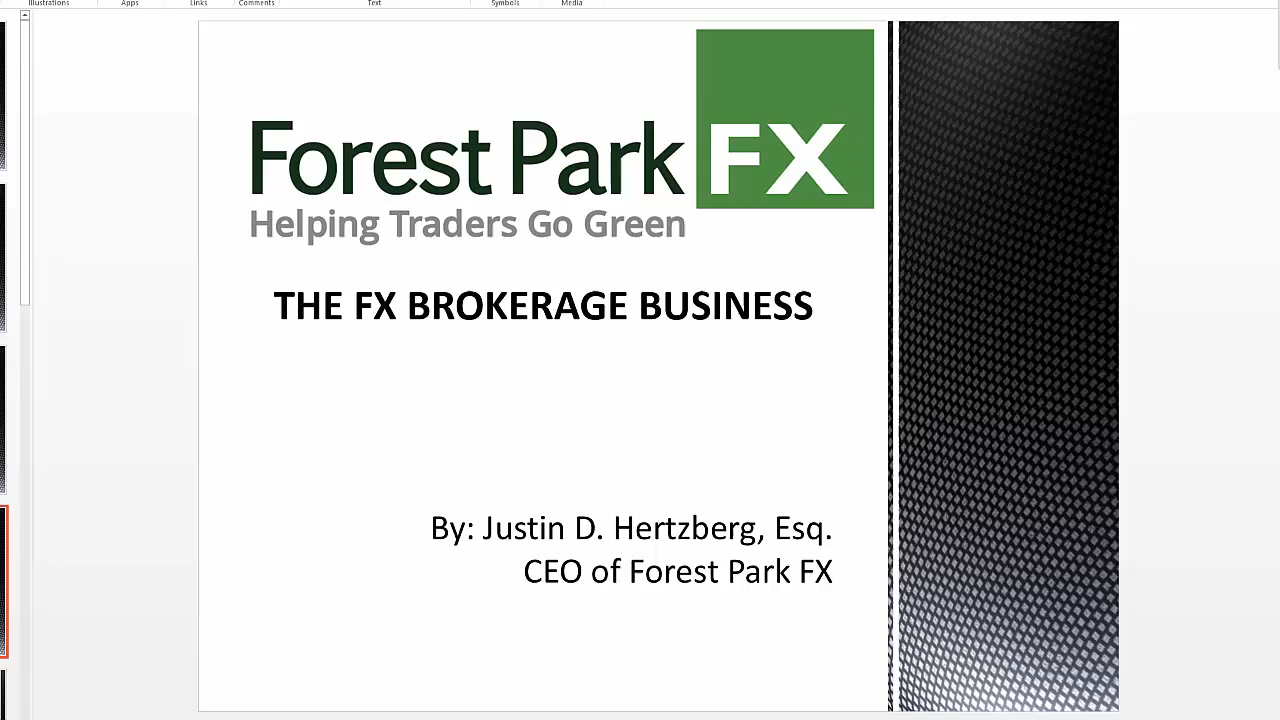 Illustrations Apps Links Comments Text Symbols Media
Forest Park FX
Helping Traders Go Green
THE FX BROKERAGE BUSINESS
By: Justin D. Hertzberg, Esq.
CEO of Forest Park FX